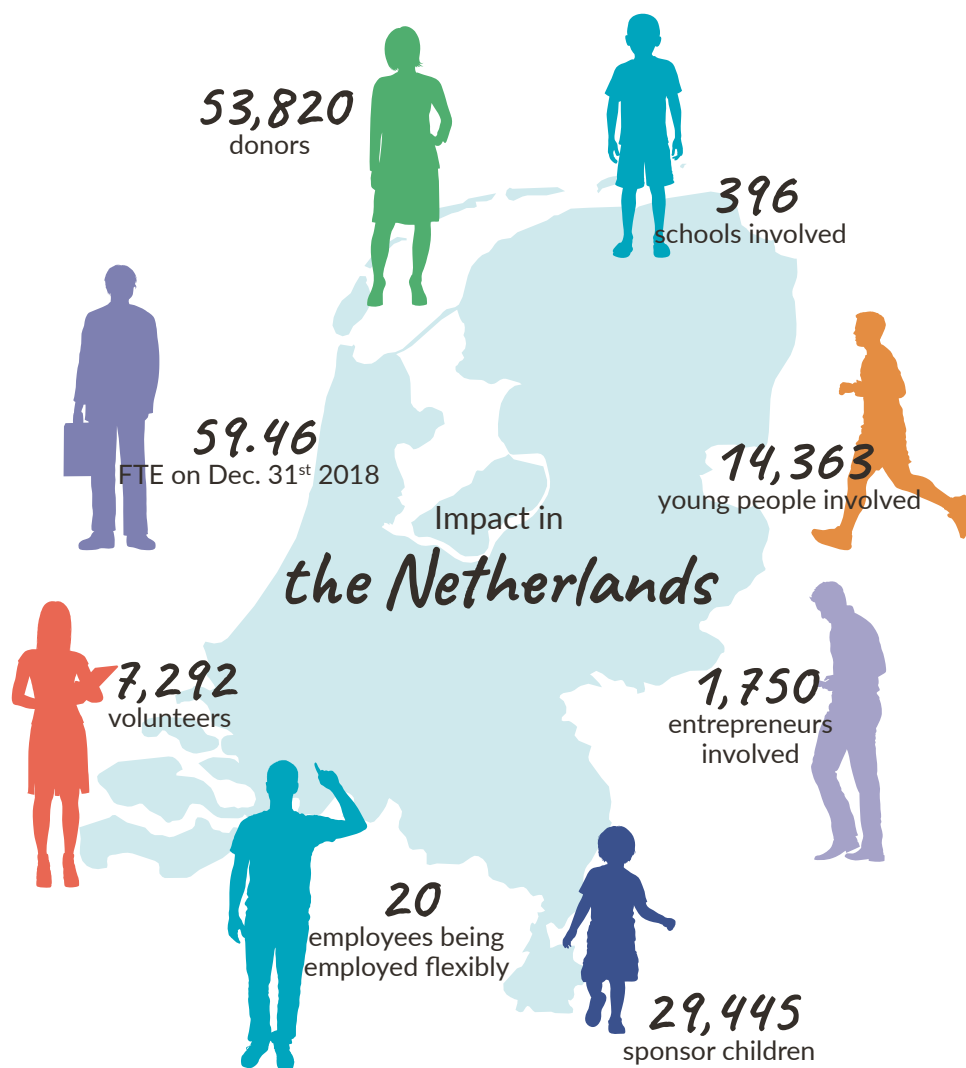 53,820
donors
396
schools involved
59.46
FTE on Dec. 31st 2018
14,363
young people involved
Impact in
the Netherlands
7,292
volunteers
1,750
entrepreneurs
involved
20
employees being
employed flexibly
29,445
sponsor children